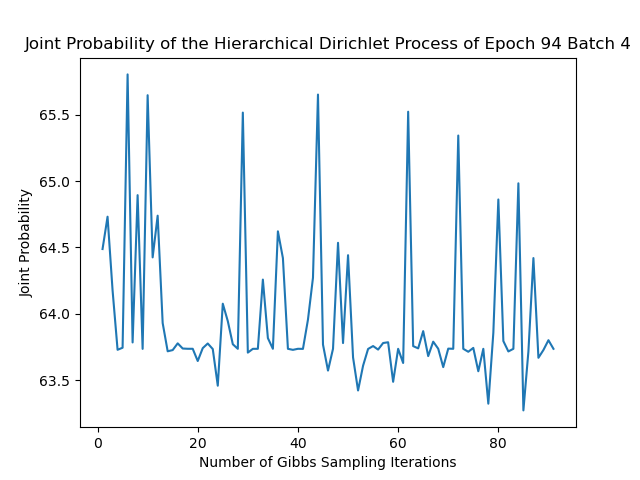 Joint Probability of the Hierarchical Dirichlet Process of Epoch 94 Batch 4
65.5
65.0
64.5
64.0
63.5
Joint Probability
0 20 40 60 80
Number of Gibbs Sampling Iterations